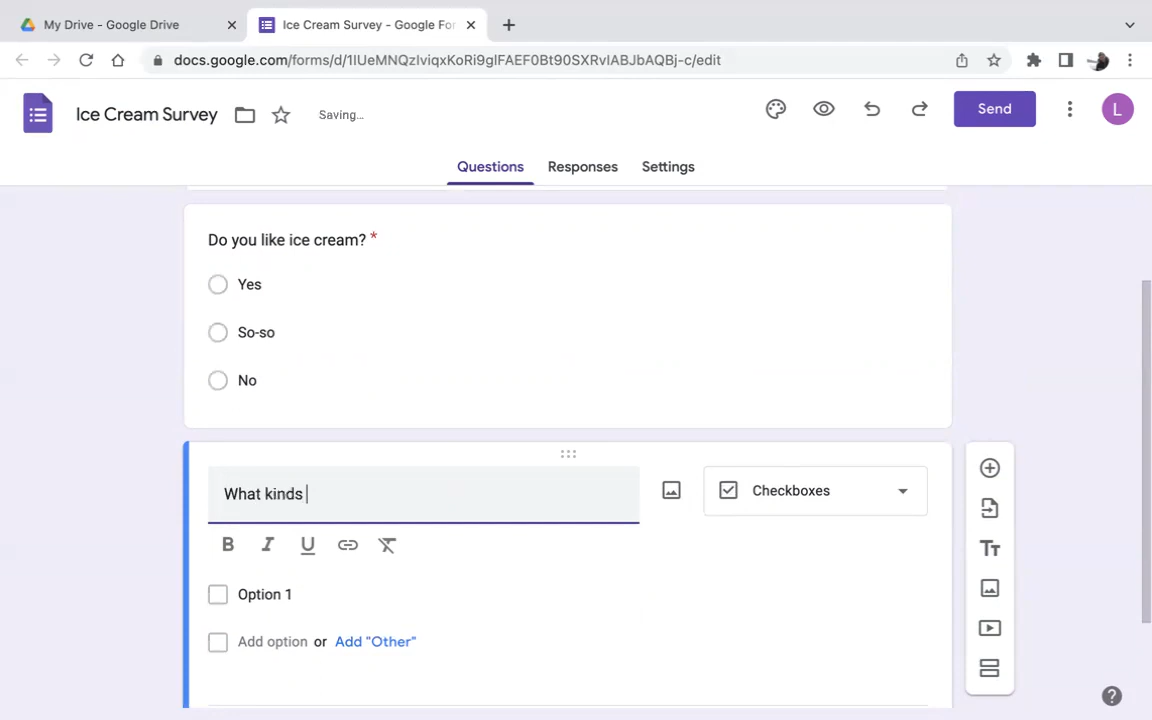 My Drive - Google Drive
Ice Cream Survey - Google For
docs.google.com/forms/d/1IUeMNQzIviqxKoRi9glFAEF0Bt90SXRvIABJbAQBj-c/edit
Ice Cream Survey
Saving...
Send
L
Questions
Responses
Settings
Do you like ice cream? *
Yes
So-so
No
What kinds
Checkboxes
B I U
Option 1
Add option or Add "Other"
Tт